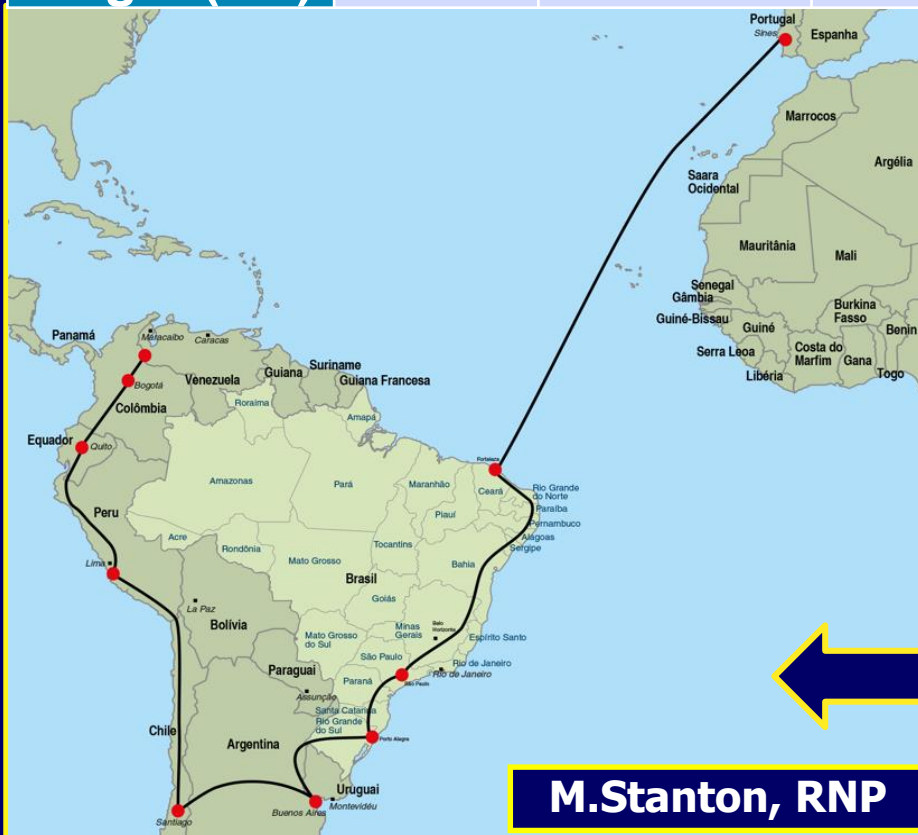 Portugal
Sines
Espanha
Marrocos
Argélia
Saara
Ocidental
Mauritânia
Mali
Senegal
Gâmbia
Burkina
Fasso
Guiné-Bissau
Guiné
Benin
Serra Leoa
Costa do
Marfim
Gana
Togo
Libéria
Panamá
Maracaíbo
Caracas
Venezuela
Guiana
Suriname
Guiana Francesa
Bogotá
Colômbia
Roraima
Amapá
Equador
Quito
Fortaleza
Amazonas
Pará
Maranhão
Ceará
Rio Grande
do Norte
Paraíba
Piauí
Pernambuco
Alagoas
Sergipe
Peru
Acre
Rondônia
Tocantins
Mato Grosso
Bahia
Lima
Brasil
Goiás
La Paz
Bolívia
Minas
Gerais
Belo
Horizonte
Espírito Santo
Mato Grosso
do Sul
São Paulo
São Paulo
Rio de Janeiro
Rio de Janeiro
Paraguai
Paraná
Assunção
Santa Catarina
Rio Grande
do Sul
Porto Alegre
Chile
Argentina
Uruguai
Montevidéu
Buenos Aires
Santiago
M.Stanton, RNP